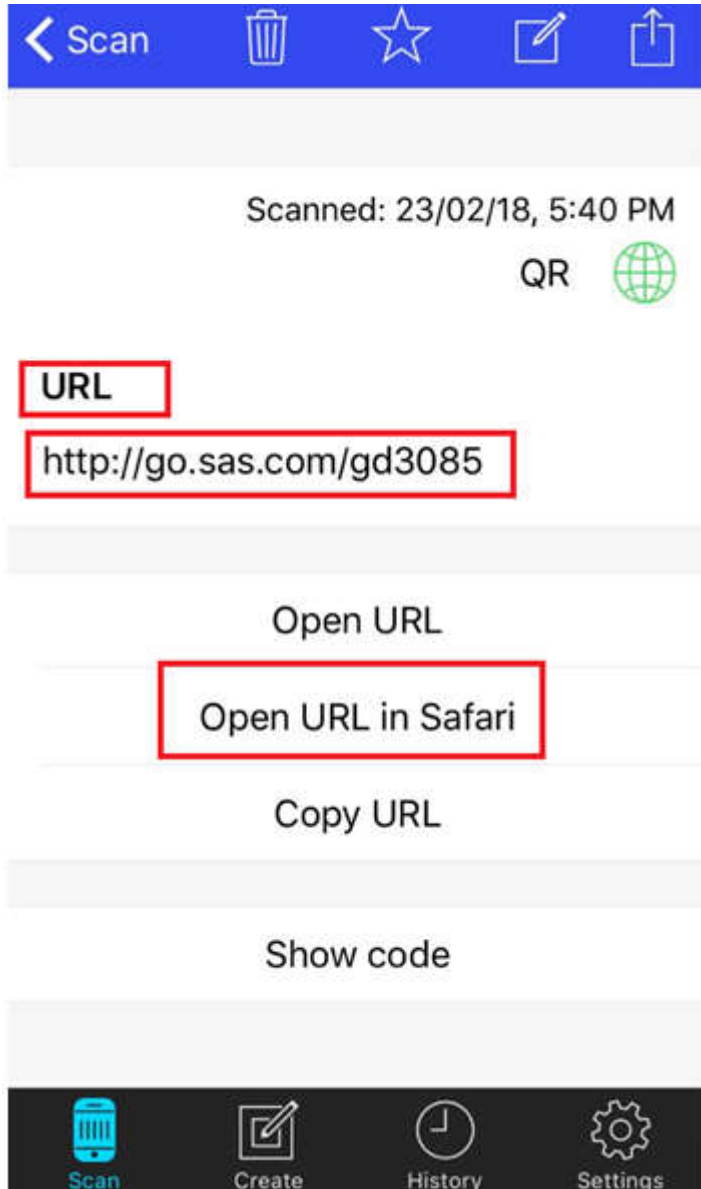 Scan
Scanned: 23/02/18, 5:40 PM
QR
URL
http://go.sas.com/gd3085
Open URL
Open URL in Safari
Copy URL
Show code
Scan Create History Settings